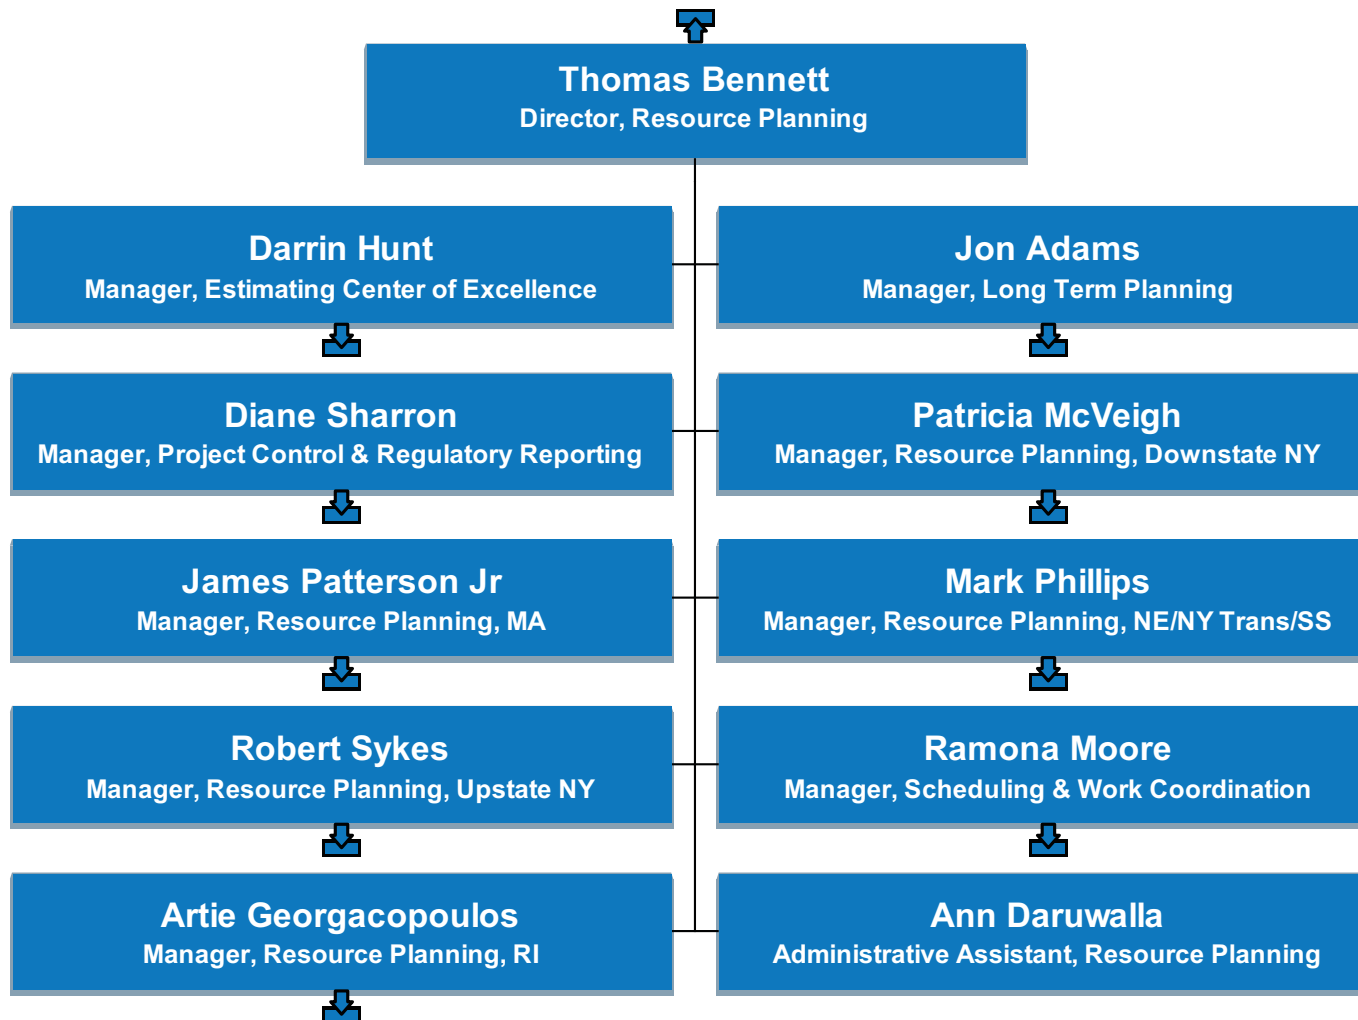 Thomas Bennett
Director, Resource Planning
Darrin Hunt
Manager, Estimating Center of Excellence
Jon Adams
Manager, Long Term Planning
Diane Sharron
Manager, Project Control & Regulatory Reporting
Patricia McVeigh
Manager, Resource Planning, Downstate NY
James Patterson Jr
Manager, Resource Planning, MA
Mark Phillips
Manager, Resource Planning, NE/NY Trans/SS
Robert Sykes
Manager, Resource Planning, Upstate NY
Ramona Moore
Manager, Scheduling & Work Coordination
Artie Georgacopoulos
Manager, Resource Planning, RI
Ann Daruwalla
Administrative Assistant, Resource Planning